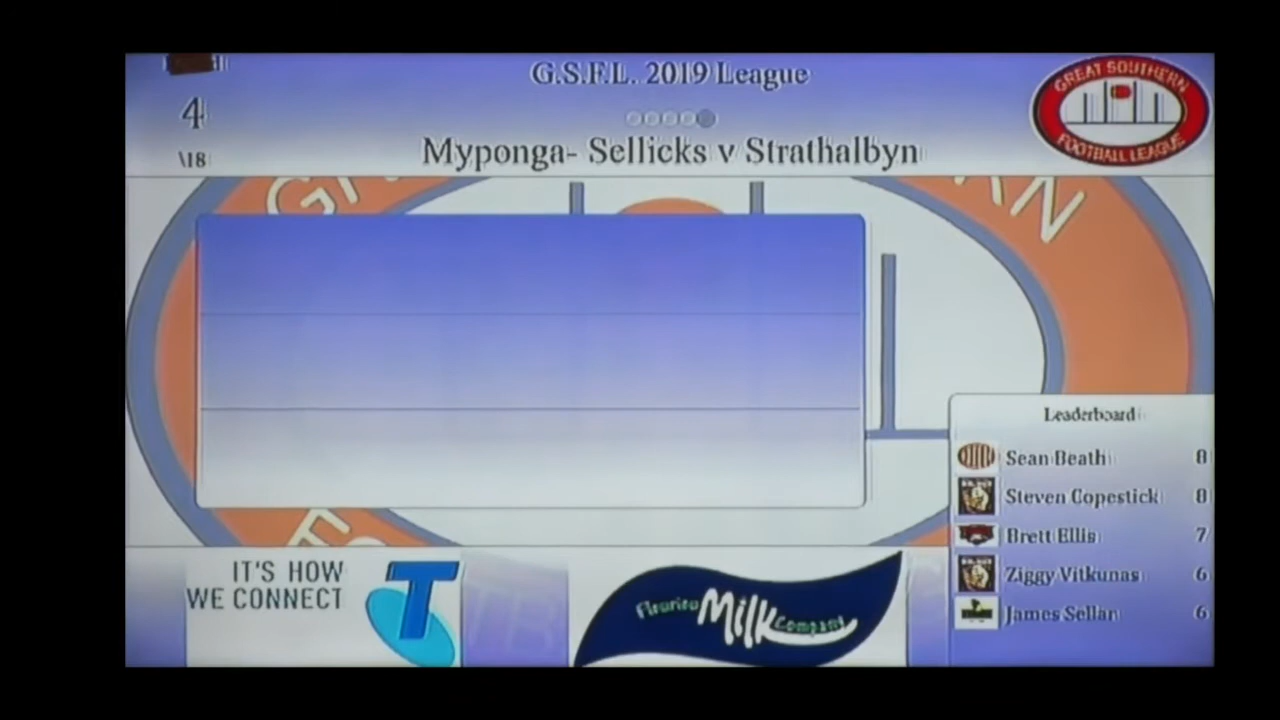 G.S.F.L. 2019 League
4
\18
Myponga- Sellicks v Strathalbyn
GREAT SOUTHERN
FOOTBALL LEAGUE
Leaderboard
Sean Beath 8
Steven Copestick 8
Brett Ellis 7
Ziggy Vitkunas 6
James Sellar 6
IT'S HOW
WE CONNECT
T
Fleurieu Milk Company